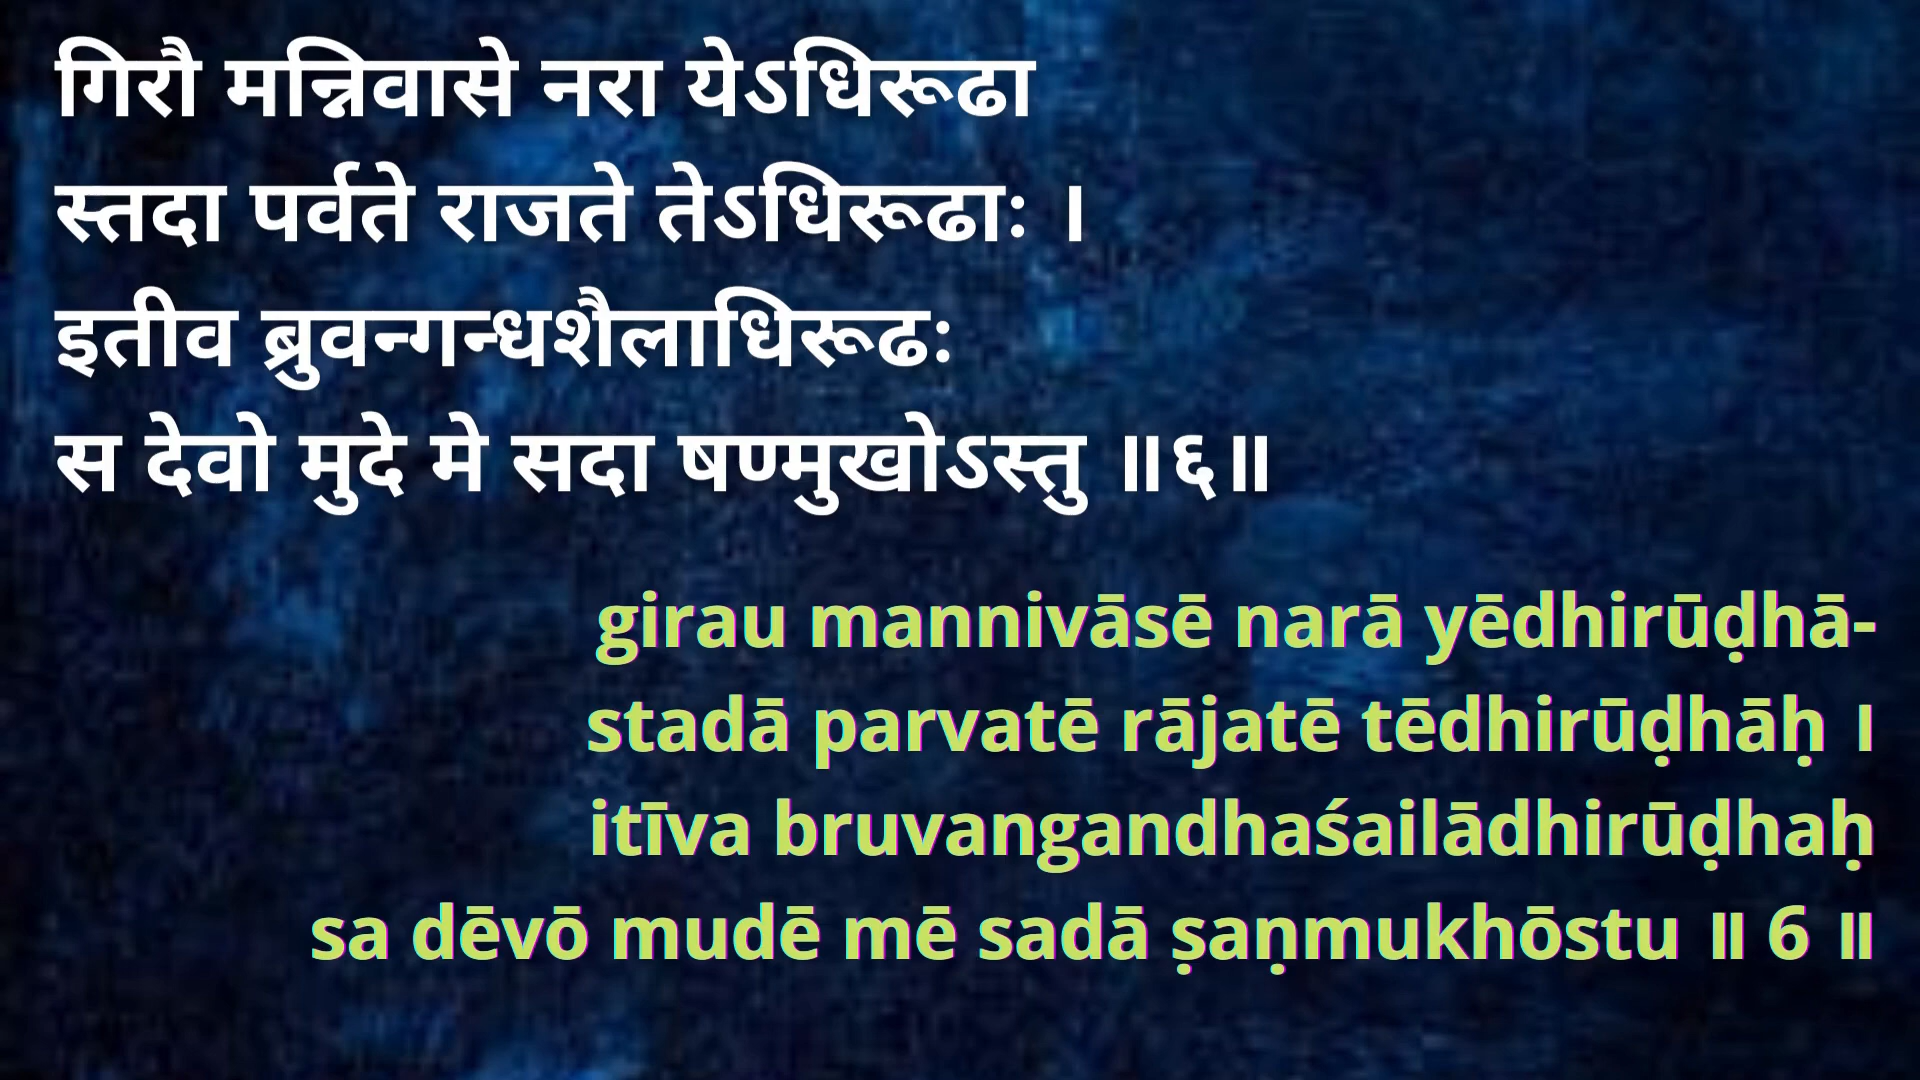 गिरौ मन्निवासे नरा येऽधिरूढा
स्तदा पर्वते राजते तेऽधिरूढाः ।
इतीव ब्रुवन्गन्धशैलाधिरूढः
स देवो मुदे मे सदा षण्मुखोऽस्तु ॥६॥
girau mannivāsē narā yēdhirūḍhā-
stadā parvatē rājatē tēdhirūḍhāḥ ।
itīva bruvangandhaśailādhirūḍhaḥ
sa dēvō mudē mē sadā ṣaṇmukhōstu ॥ 6 ॥